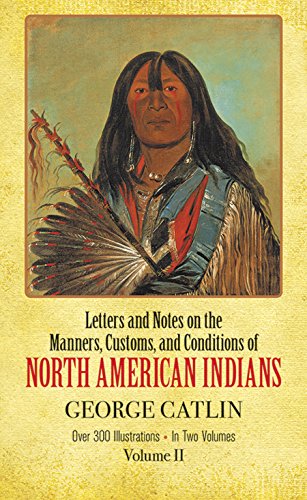 Letters and Notes on the
Manners, Customs, and Conditions of
NORTH AMERICAN INDIANS
GEORGE CATLIN
Over 300 Illustrations • In Two Volumes
Volume II